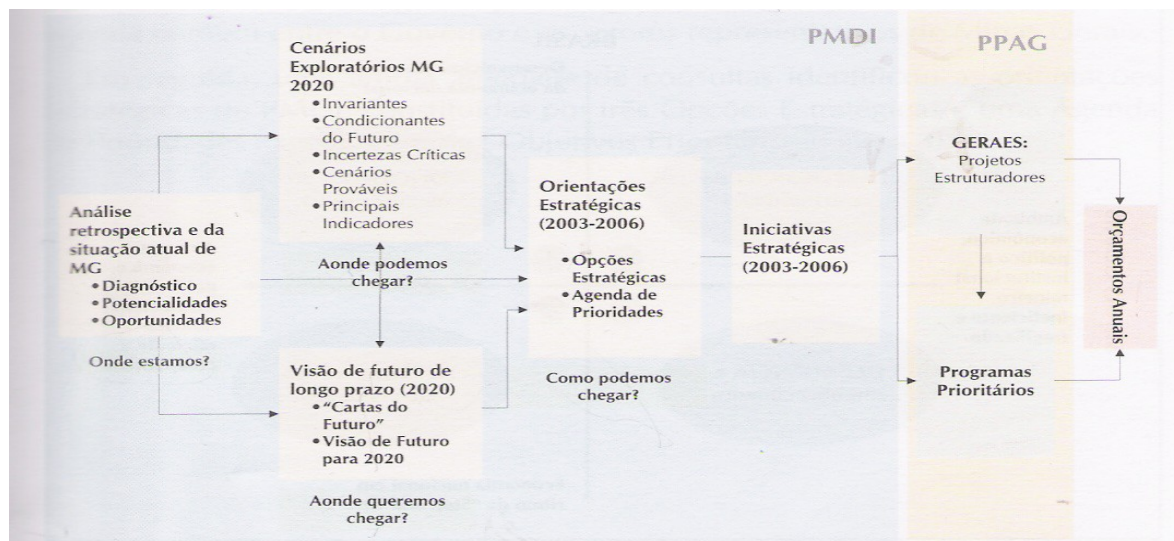 PMDI
PPAG
Análise
retrospectiva e da
situação atual de
MG
• Diagnóstico
• Potencialidades
• Oportunidades
Onde estamos?
Cenários
Exploratórios MG
2020
• Invariantes
• Condicionantes
do Futuro
• Incertezas Críticas
• Cenários
Prováveis
• Principais
Indicadores
Aonde podemos
chegar?
Visão de futuro de
longo prazo (2020)
• “Cartas do
Futuro”
• Visão de Futuro
para 2020
Aonde queremos
chegar?
Orientações
Estratégicas
(2003-2006)
• Opções
Estratégicas
• Agenda de
Prioridades
Como podemos
chegar?
Iniciativas
Estratégicas
(2003-2006)
GERAES:
Projetos
Estruturadores
Programas
Prioritários
Orçamentos Anuais